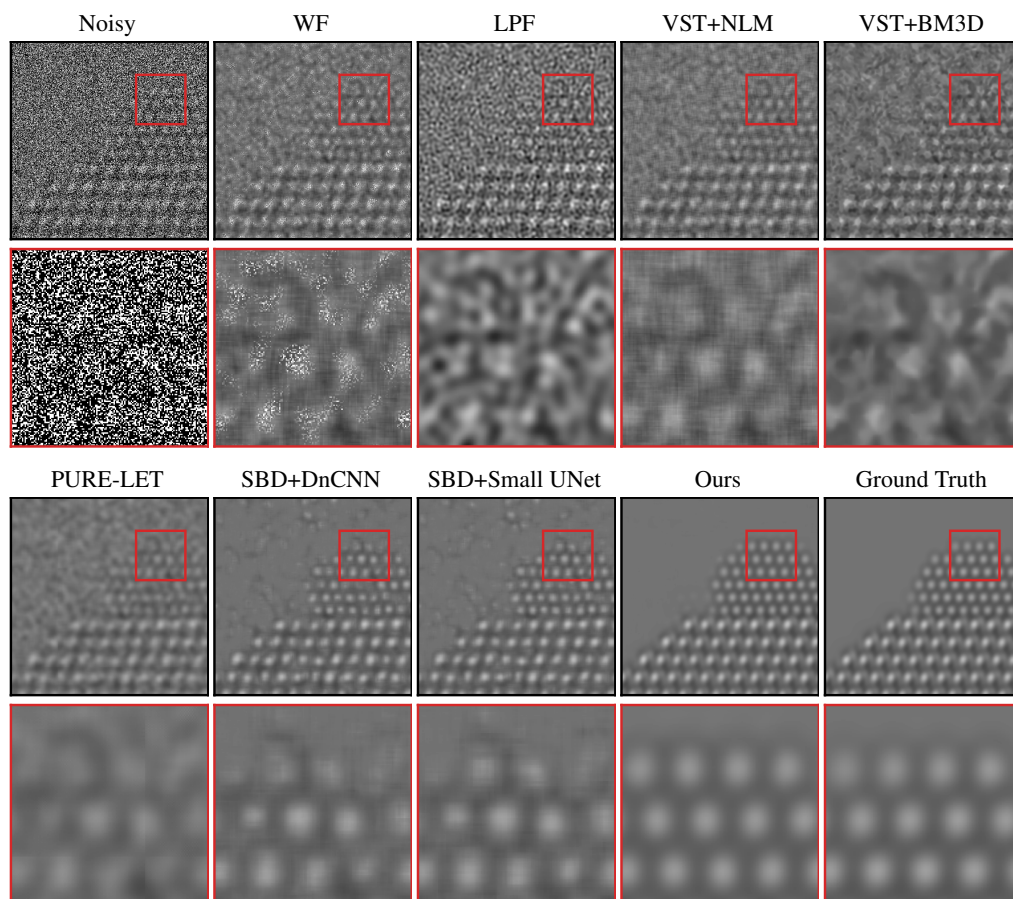 Noisy WF LPF VST+NLM VST+BM3D
PURE-LET SBD+DnCNN SBD+Small UNet Ours Ground Truth